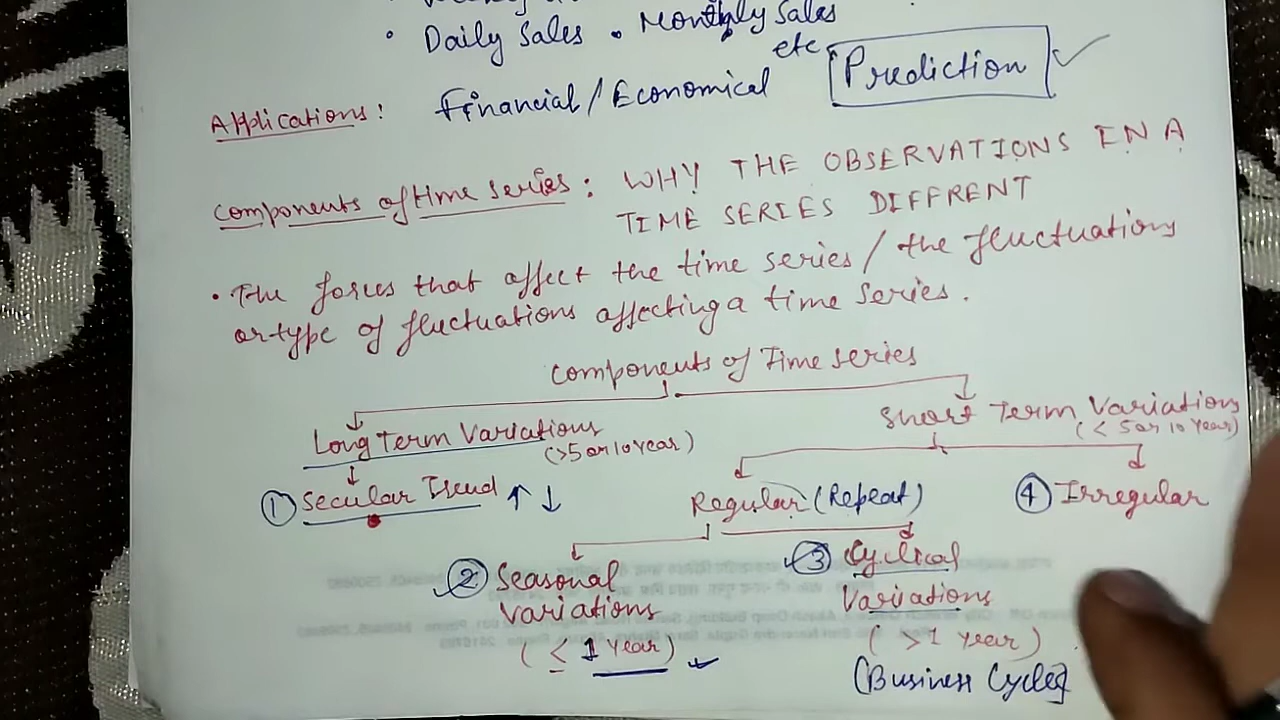 • Daily Sales • Monthly Sales
etc
Applications: Financial/Economical Prediction
Components of time series: WHY THE OBSERVATIONS IN A
TIME SERIES DIFFRENT
• The forces that affect the time series/the fluctuations
or type of fluctuations affecting a time series.
Components of Time series
Long Term Variations
(>5 or 10 year)
Short Term Variations
(< 5 or 10 Year)
① Secular Trend ↑ ↓
Regular (Repeat)
④ Irregular
② Seasonal
Variations
(≤ 1 Year)
③ Cyclical
Variations
(>1 year)
(Business Cycles)